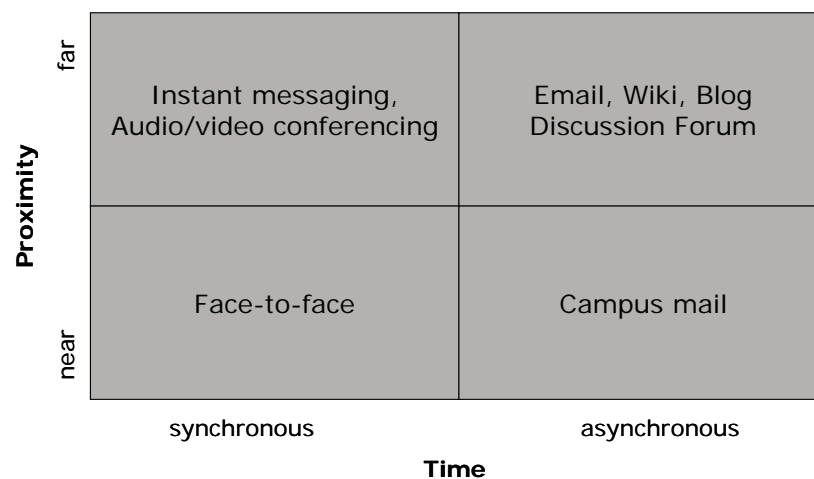 far
Instant messaging,
Audio/video conferencing
Email, Wiki, Blog
Discussion Forum
Proximity
near
Face-to-face
Campus mail
synchronous
asynchronous
Time